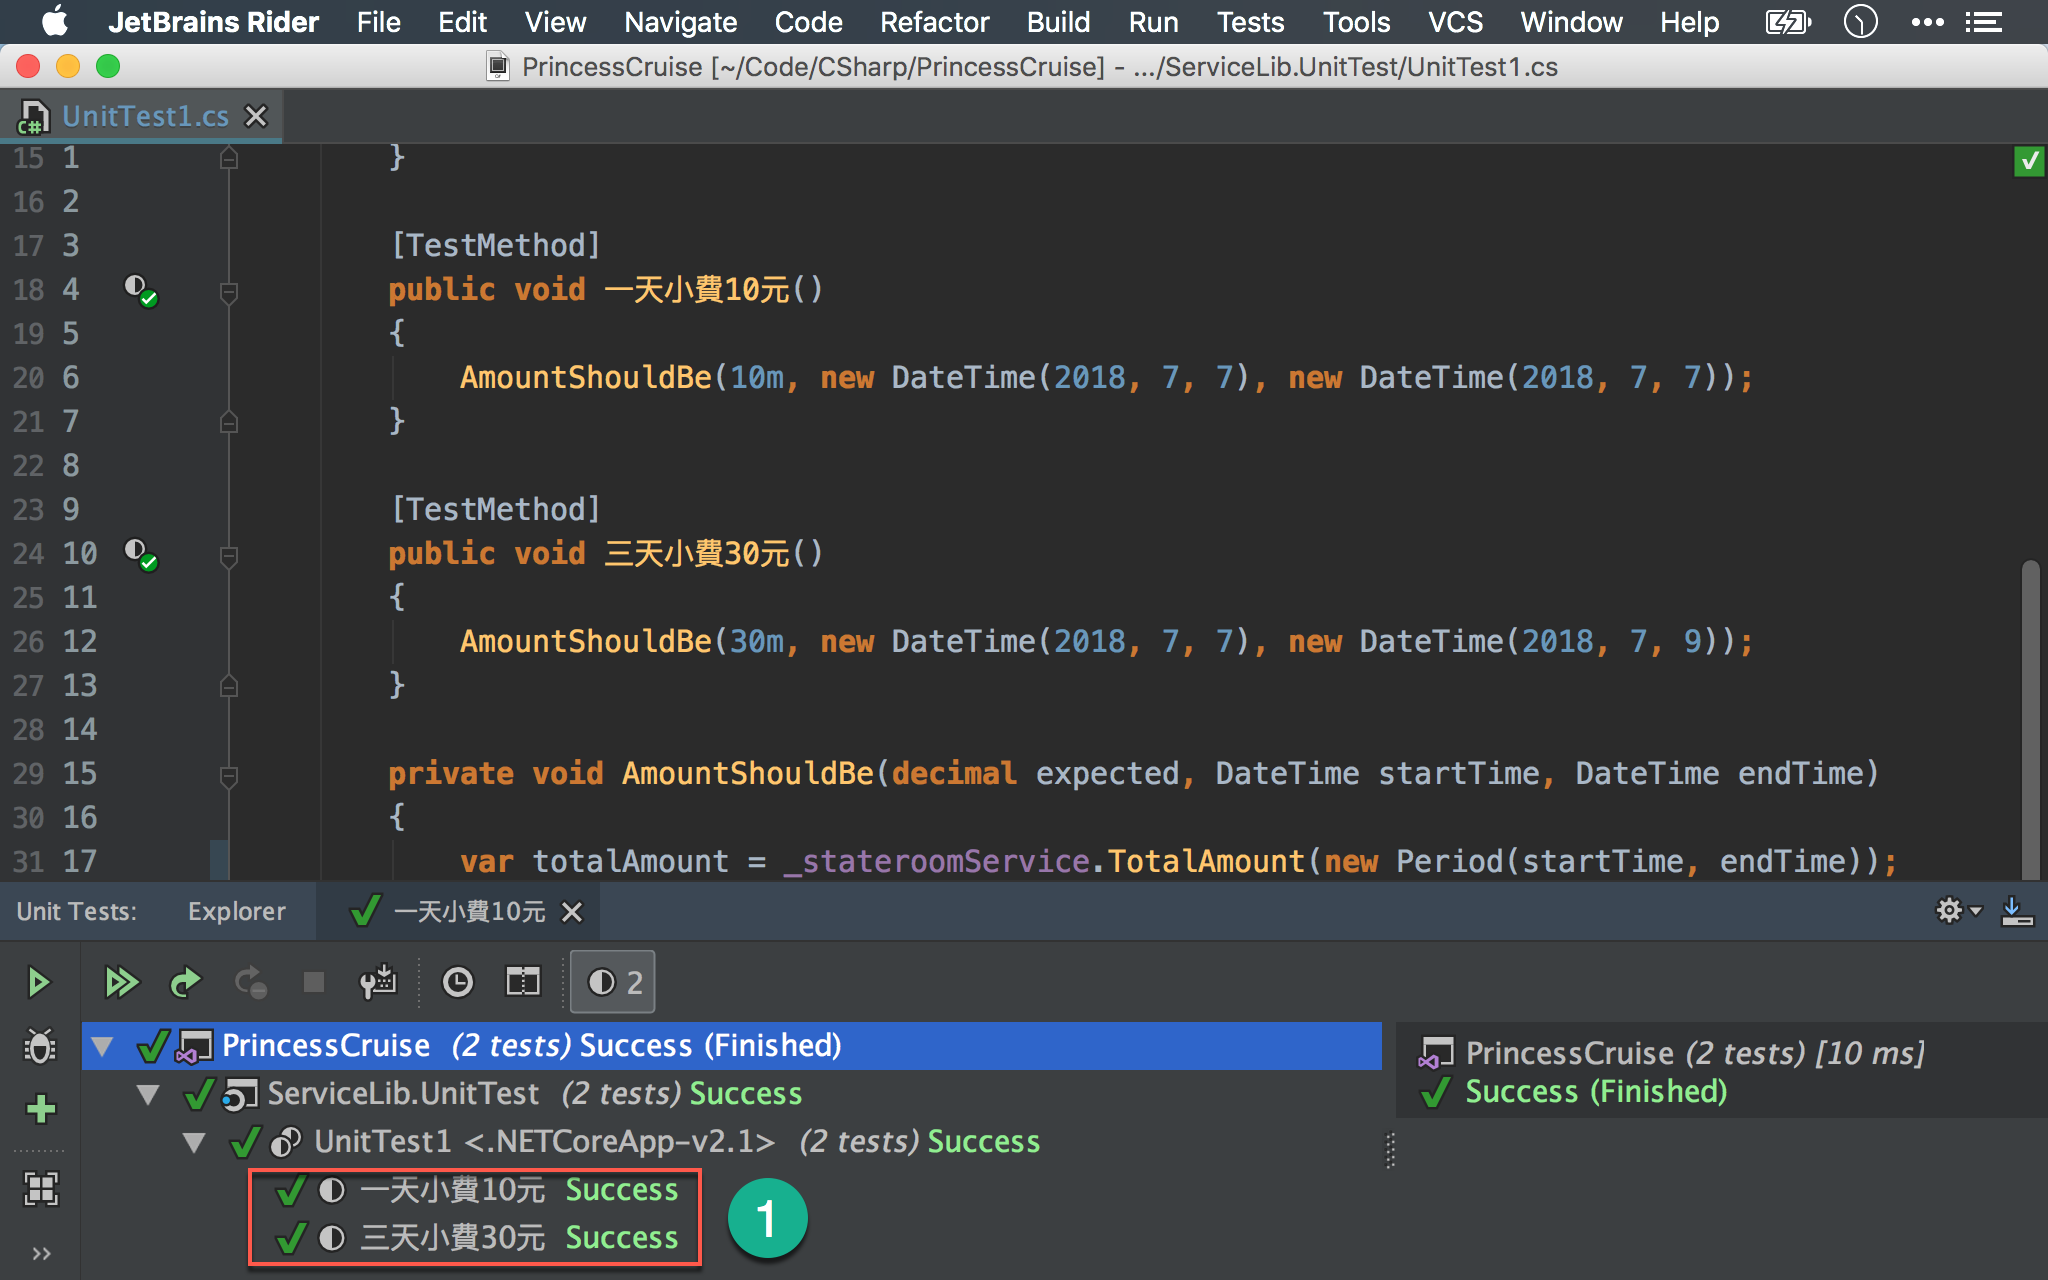 JetBrains Rider File Edit View Navigate Code Refactor Build Run Tests Tools VCS Window Help
PrincessCruise [~/Code/CSharp/PrincessCruise] - .../ServiceLib.UnitTest/UnitTest1.cs
C# UnitTest1.cs
15 1 }
16 2
17 3 [TestMethod]
18 4 public void 一天小費10元()
19 5 {
20 6 AmountShouldBe(10m, new DateTime(2018, 7, 7), new DateTime(2018, 7, 7));
21 7 }
22 8
23 9 [TestMethod]
24 10 public void 三天小費30元()
25 11 {
26 12 AmountShouldBe(30m, new DateTime(2018, 7, 7), new DateTime(2018, 7, 9));
27 13 }
28 14
29 15 private void AmountShouldBe(decimal expected, DateTime startTime, DateTime endTime)
30 16 {
31 17 var totalAmount = _stateroomService.TotalAmount(new Period(startTime, endTime));
Unit Tests: Explorer 一天小費10元
2
PrincessCruise (2 tests) Success (Finished)
ServiceLib.UnitTest (2 tests) Success
UnitTest1 <.NETCoreApp-v2.1> (2 tests) Success
一天小費10元 Success
三天小費30元 Success
1
PrincessCruise (2 tests) [10 ms]
Success (Finished)